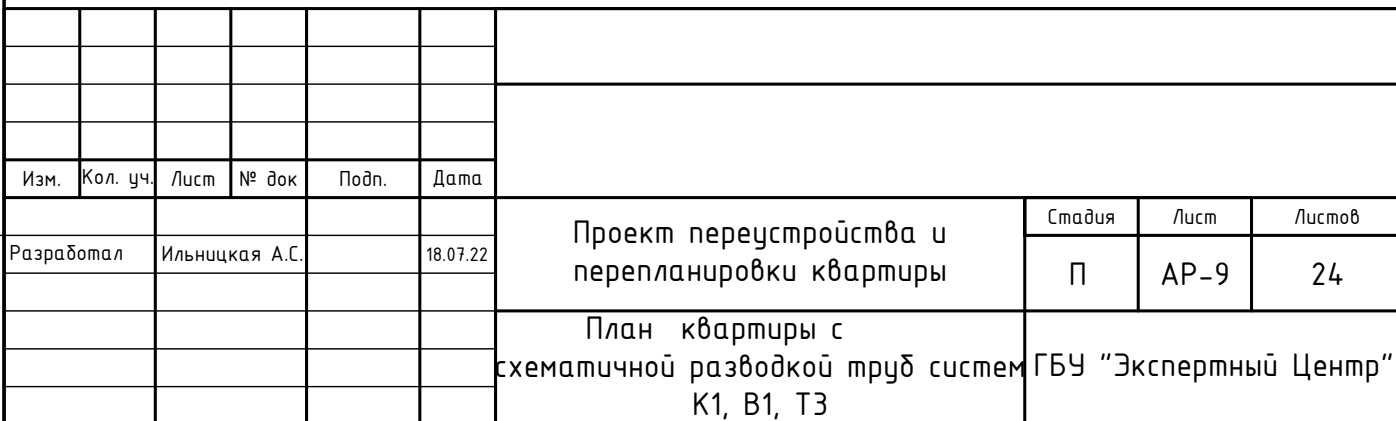 Изм. Кол. уч. Лист № док Подп. Дата
Разработал Ильницкая А.С. 18.07.22
Проект переустройства и
перепланировки квартиры
Стадия Лист Листов
П АР-9 24
План квартиры с
схематичной разводкой труб систем
К1, В1, Т3
ГБУ "Экспертный Центр"